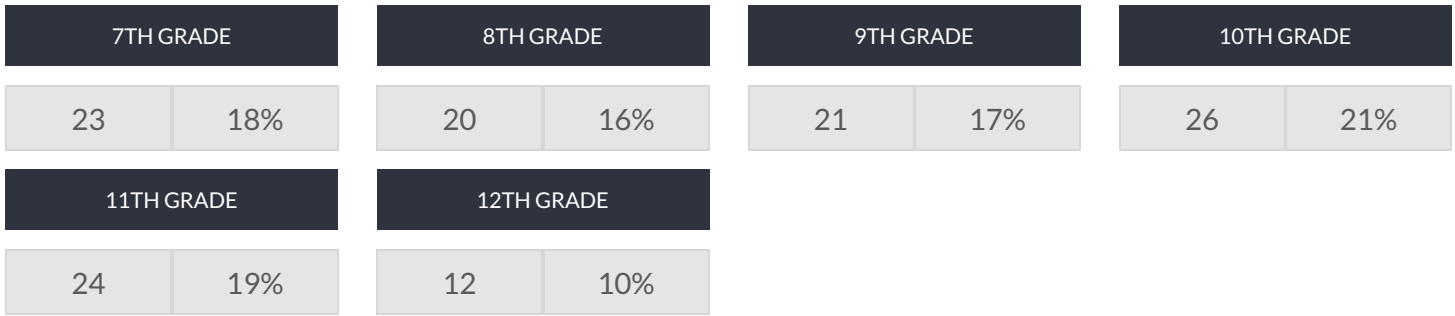 7TH GRADE 8TH GRADE 9TH GRADE 10TH GRADE
23 18% 20 16% 21 17% 26 21%
11TH GRADE 12TH GRADE
24 19% 12 10%